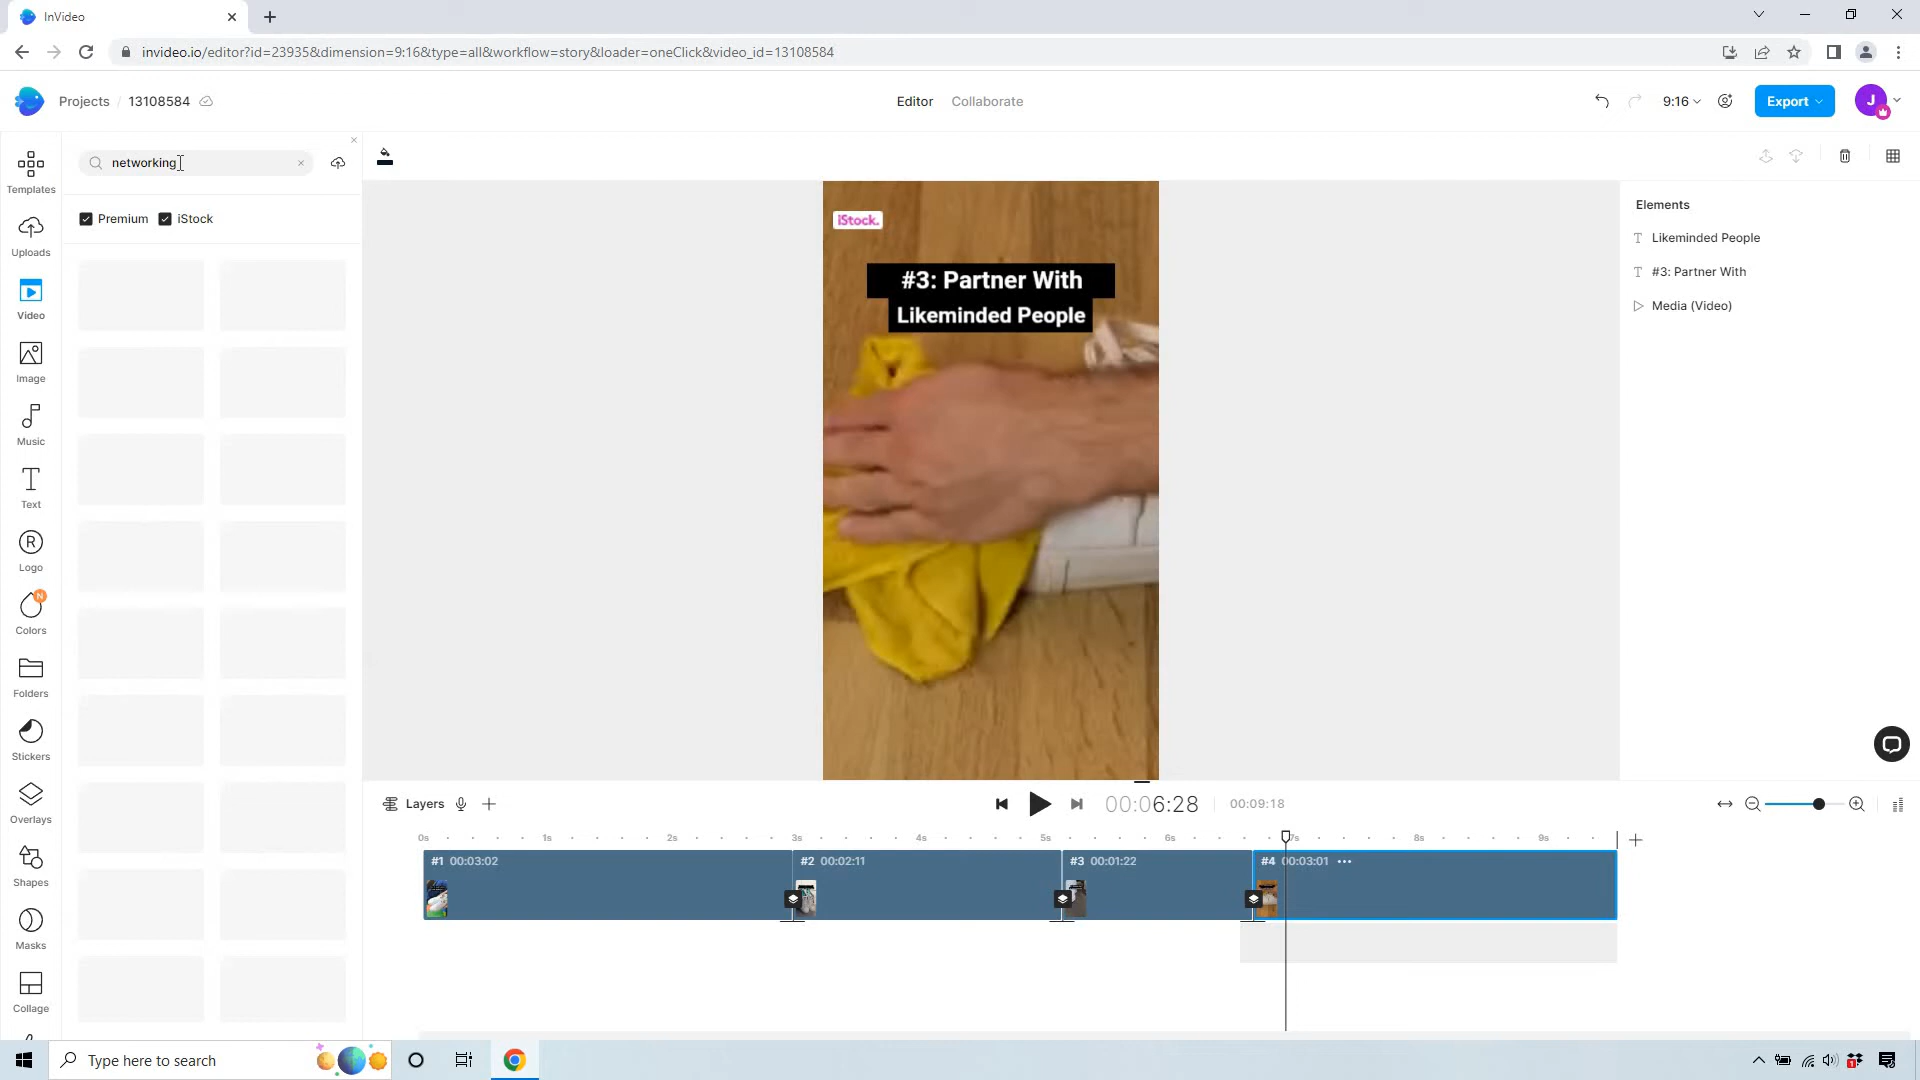 InVideo
invideo.io/editor?id=23935&dimension=9:16&type=all&workflow=story&loader=oneClick&video_id=13108584
Projects / 13108584
Editor Collaborate
9:16
Export
J
networking
Premium iStock
Templates
Uploads
Video
Image
Music
Text
R
Logo
N
Colors
Folders
Stickers
Overlays
Shapes
Masks
Collage
iStock.
#3: Partner With
Likeminded People
Elements
Likeminded People
#3: Partner With
Media (Video)
Layers
00:06:28
00:09:18
0s 1s 2s 3s 4s 5s 6s 7s 8s 9s
#1 00:03:02
#2 00:02:11
#3 00:01:22
#4 00:03:01
Type here to search
1